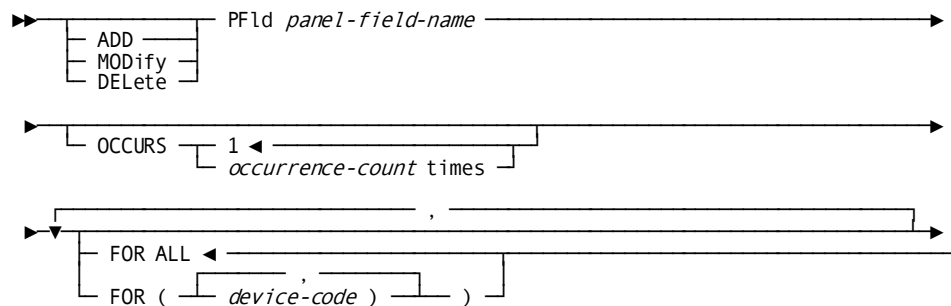 PFld panel-field-name
ADD
MODify
DELete
OCCURS 1 ◄
occurrence-count times
,
FOR ALL ◄
,
FOR ( device-code ) )